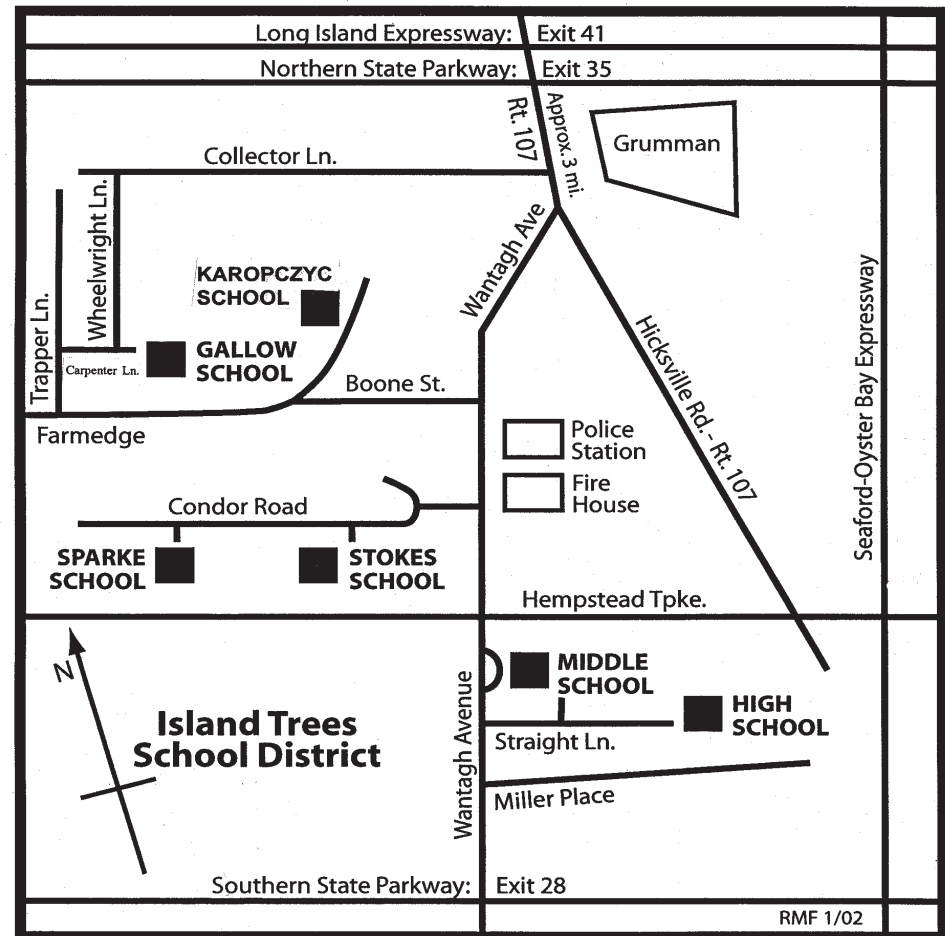 Long Island Expressway: Exit 41
Northern State Parkway: Exit 35
Rt. 107
Approx. 3 mi.
Grumman
Collector Ln.
Wantagh Ave
Wheelwright Ln.
Trapper Ln.
KAROPCZYC
SCHOOL
GALLOW
SCHOOL
Carpenter Ln.
Boone St.
Farmedge
Hicksville Rd.- Rt. 107
Seaford-Oyster Bay Expressway
Police
Station
Fire
House
Condor Road
SPARKE
SCHOOL
STOKES
SCHOOL
Hempstead Tpke.
N
MIDDLE
SCHOOL
HIGH
SCHOOL
Island Trees
School District
Wantagh Avenue
Straight Ln.
Miller Place
Southern State Parkway: Exit 28
RMF 1/02